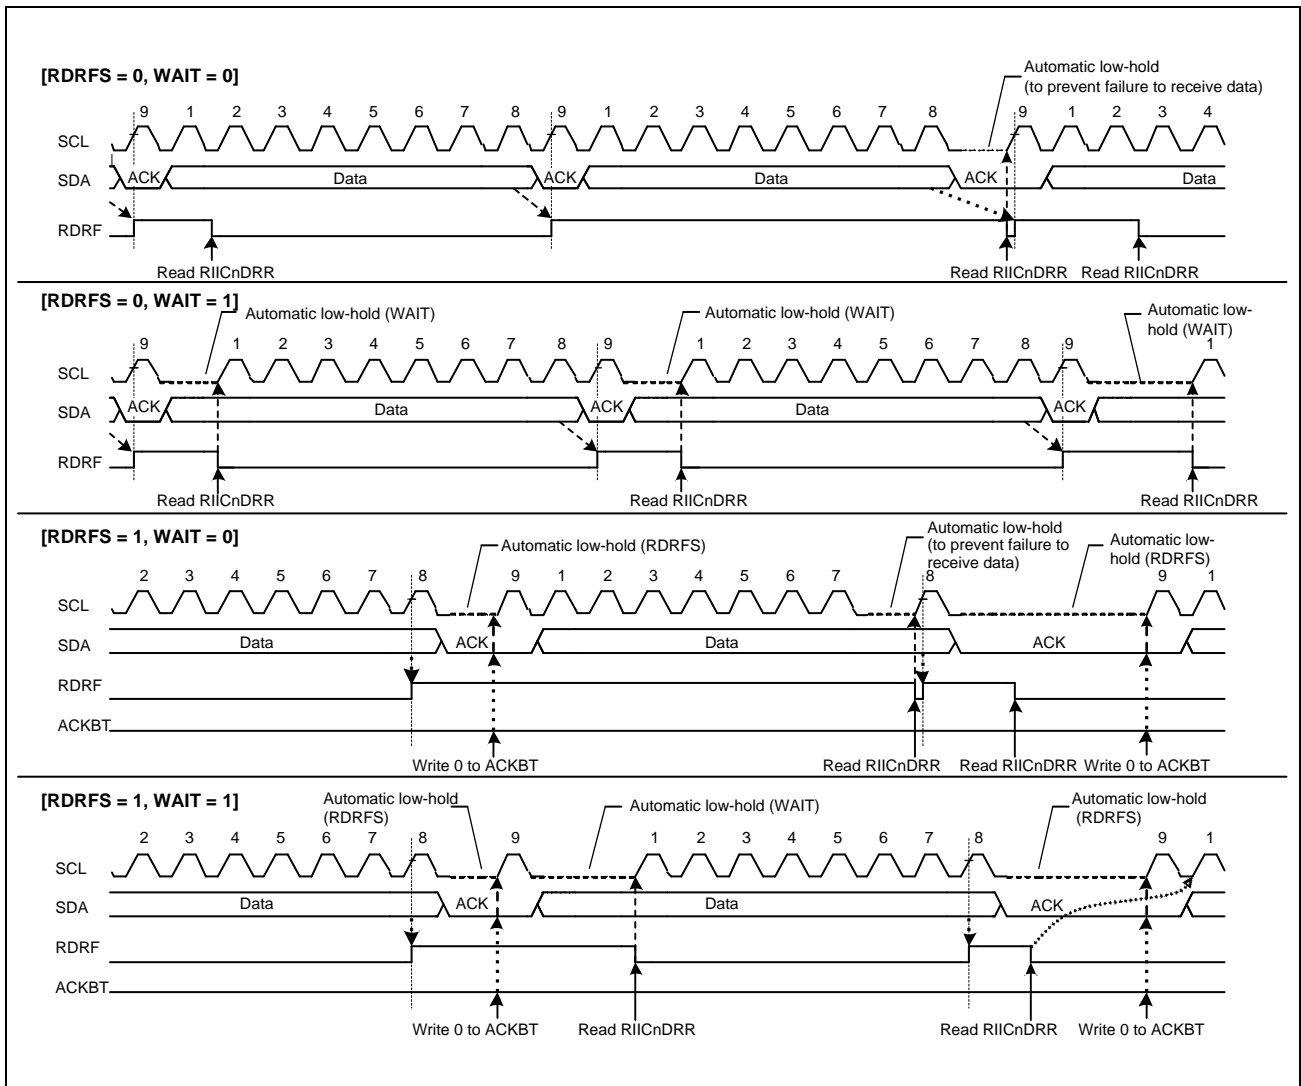 [RDRFS = 0, WAIT = 0]
Automatic low-hold
(to prevent failure to receive data)
9 1 2 3 4 5 6 7 8 9 1 2 3 4 5 6 7 8 9 1 2 3 4
SCL
SDA ACK Data ACK Data ACK Data
RDRF
Read RIICnDRR Read RIICnDRR Read RIICnDRR
[RDRFS = 0, WAIT = 1]
Automatic low-hold (WAIT) Automatic low-hold (WAIT) Automatic low-
hold (WAIT)
9 1 2 3 4 5 6 7 8 9 1 2 3 4 5 6 7 8 9 1
SCL
SDA ACK Data ACK Data ACK
RDRF
Read RIICnDRR Read RIICnDRR Read RIICnDRR
[RDRFS = 1, WAIT = 0]
Automatic low-hold (RDRFS)
Automatic low-hold
(to prevent failure to
receive data)
Automatic low-
hold (RDRFS)
2 3 4 5 6 7 8 9 1 2 3 4 5 6 7 8 9 1
SCL
SDA Data ACK Data ACK
RDRF
ACKBT
Write 0 to ACKBT Read RIICnDRR Read RIICnDRR Write 0 to ACKBT
[RDRFS = 1, WAIT = 1]
Automatic low-hold
(RDRFS)
Automatic low-hold (WAIT)
Automatic low-hold
(RDRFS)
2 3 4 5 6 7 8 9 1 2 3 4 5 6 7 8 9 1
SCL
SDA Data ACK Data ACK
RDRF
ACKBT
Write 0 to ACKBT Read RIICnDRR Read RIICnDRR Write 0 to ACKBT